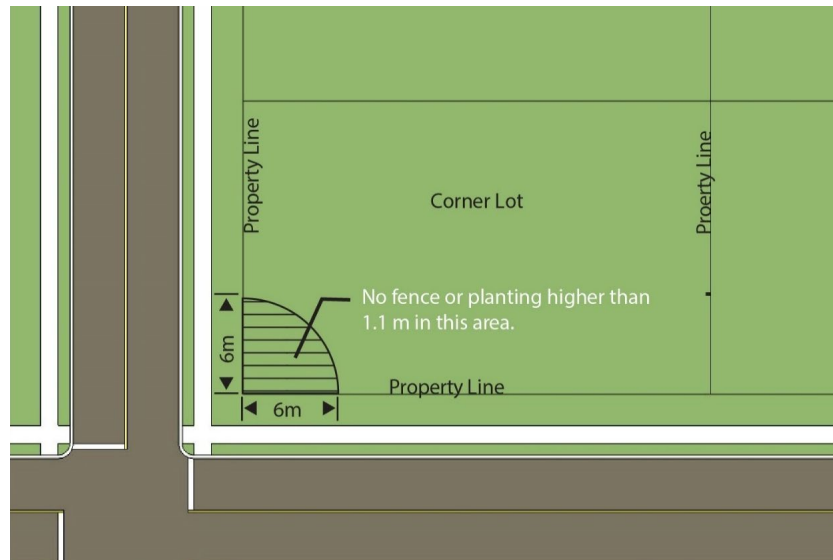 Property Line
Proerty Line
Corner Lot
No fence or planting higher than
1.1 m in this area.
6m
Property Line
6m